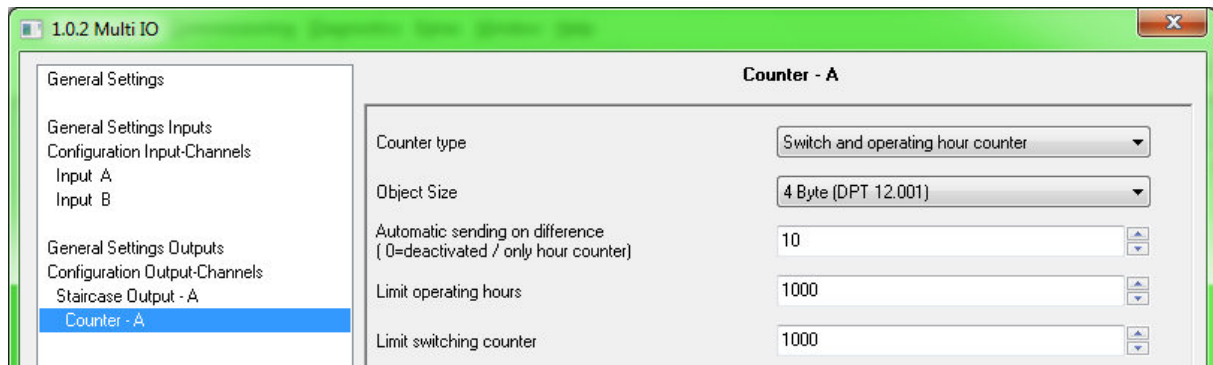 1.0.2 Multi IO
General Settings
General Settings Inputs
Configuration Input-Channels
Input A
Input B
General Settings Outputs
Configuration Output-Channels
Staircase Output - A
Counter - A
Counter - A
Counter type
Switch and operating hour counter
Object Size
4 Byte (DPT 12.001)
Automatic sending on difference
( 0=deactivated / only hour counter)
10
Limit operating hours
1000
Limit switching counter
1000